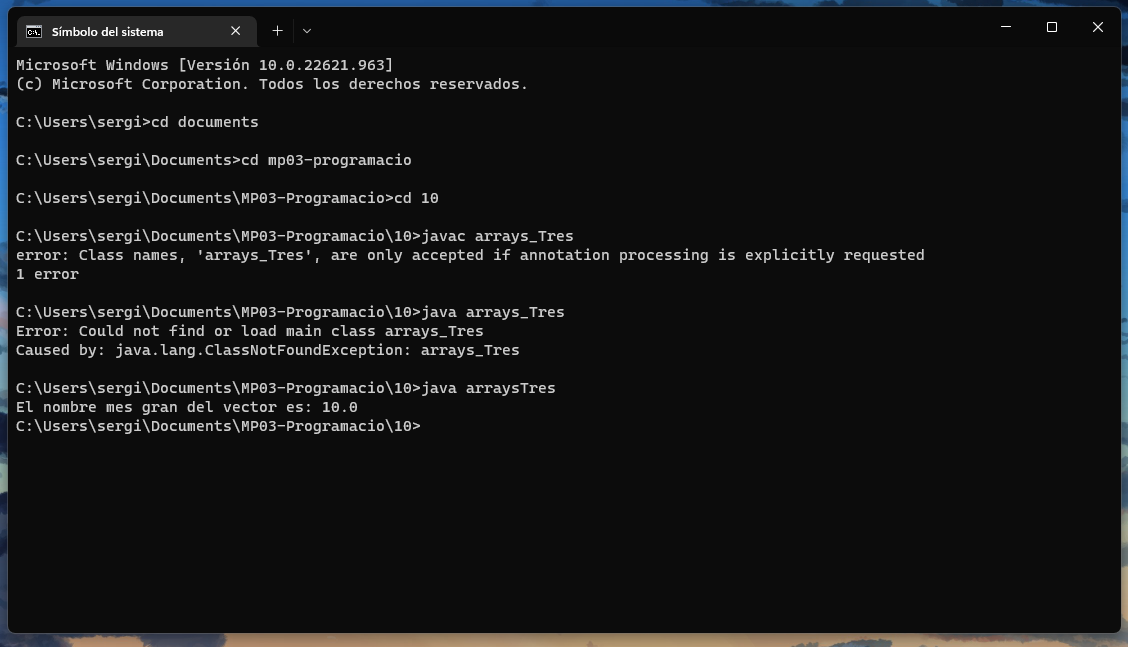 Símbolo del sistema
Microsoft Windows [Versión 10.0.22621.963]
(c) Microsoft Corporation. Todos los derechos reservados.
C:\Users\sergi>cd documents
C:\Users\sergi\Documents>cd mp03-programacio
C:\Users\sergi\Documents\MP03-Programacio>cd 10
C:\Users\sergi\Documents\MP03-Programacio\10>javac arrays_Tres
error: Class names, 'arrays_Tres', are only accepted if annotation processing is explicitly requested
1 error
C:\Users\sergi\Documents\MP03-Programacio\10>java arrays_Tres
Error: Could not find or load main class arrays_Tres
Caused by: java.lang.ClassNotFoundException: arrays_Tres
C:\Users\sergi\Documents\MP03-Programacio\10>java arraysTres
El nombre mes gran del vector es: 10.0
C:\Users\sergi\Documents\MP03-Programacio\10>